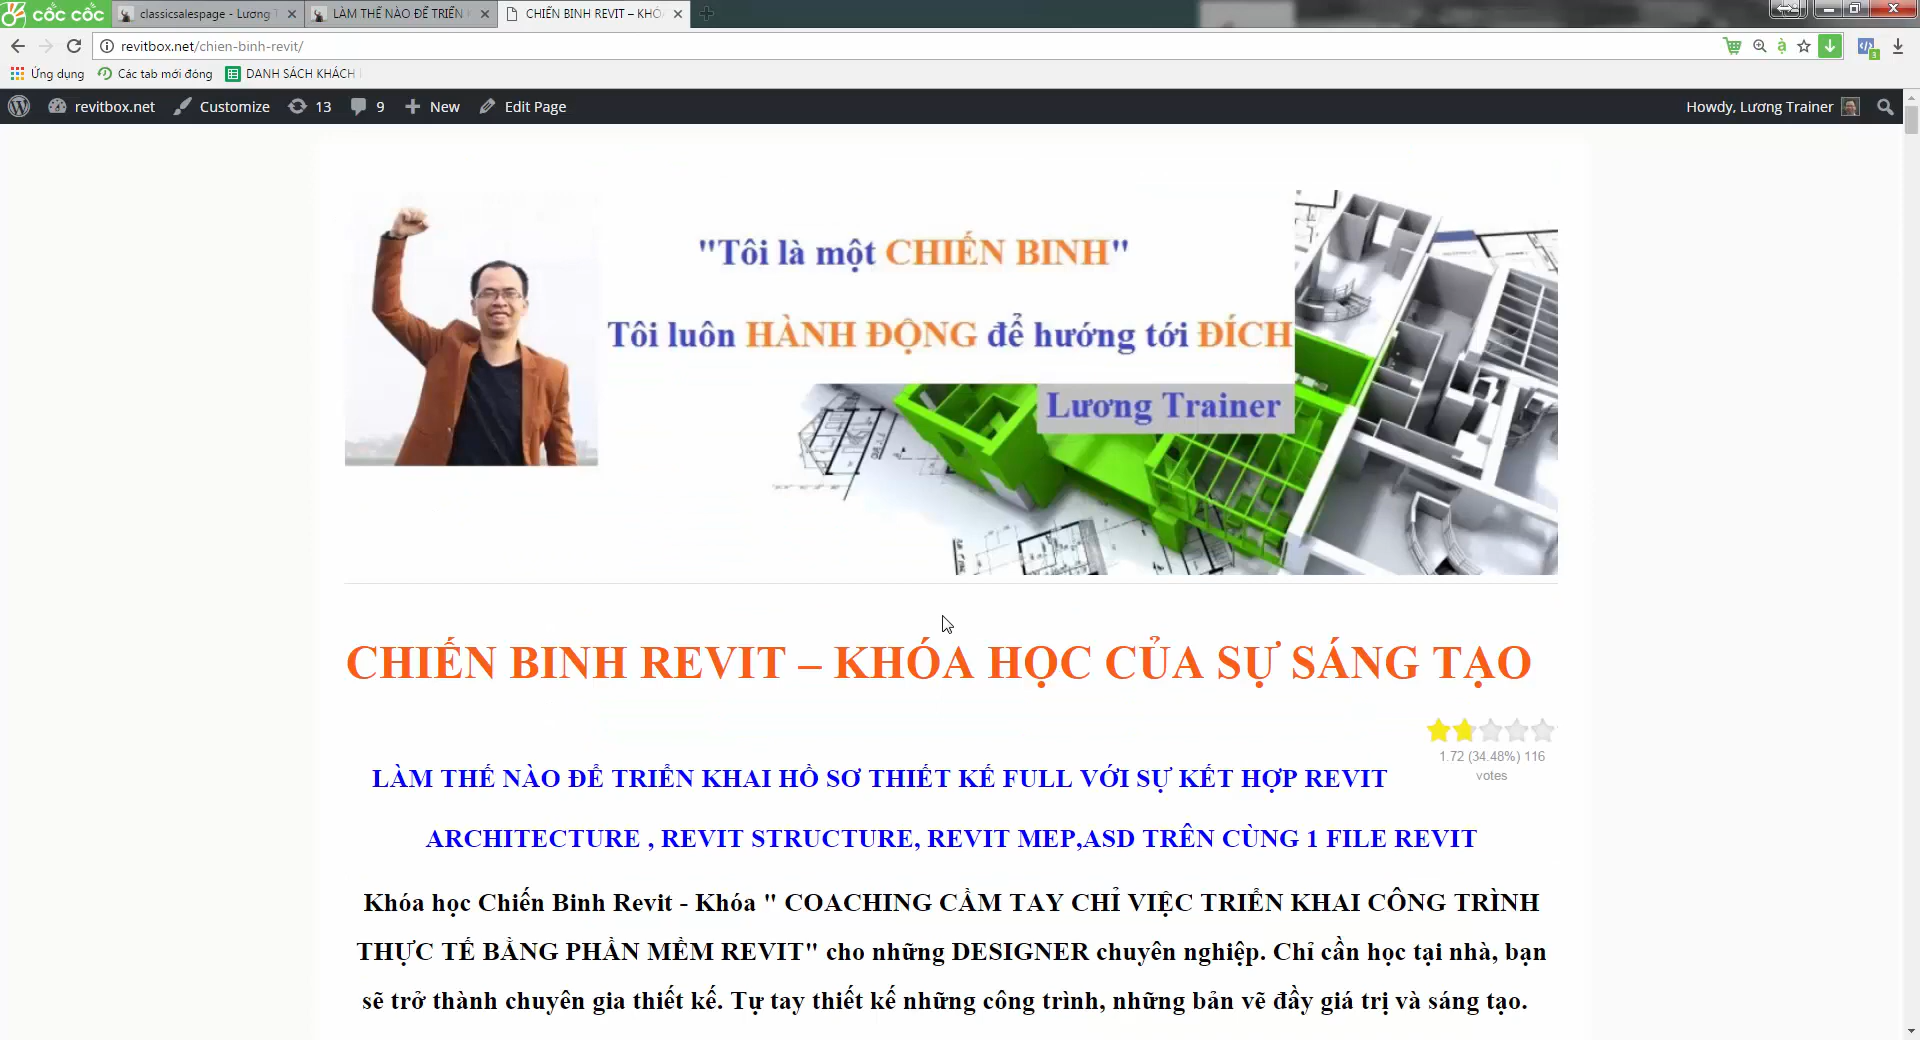 cốc cốc
classicsalespage - Lương T
LÀM THẾ NÀO ĐỂ TRIỂN
CHIẾN BINH REVIT – KHÓ
revitbox.net/chien-binh-revit/
Ứng dụng
Các tab mới đóng
DANH SÁCH KHÁCH
revitbox.net
Customize
13
9
New
Edit Page
Howdy, Lương Trainer
"Tôi là một CHIẾN BINH"
Tôi luôn HÀNH ĐỘNG để hướng tới ĐÍCH
Lương Trainer
CHIẾN BINH REVIT – KHÓA HỌC CỦA SỰ SÁNG TẠO
1.72 (34.48%) 116
votes
LÀM THẾ NÀO ĐỂ TRIỂN KHAI HỒ SƠ THIẾT KẾ FULL VỚI SỰ KẾT HỢP REVIT
ARCHITECTURE , REVIT STRUCTURE, REVIT MEP,ASD TRÊN CÙNG 1 FILE REVIT
Khóa học Chiến Binh Revit - Khóa " COACHING CẦM TAY CHỈ VIỆC TRIỂN KHAI CÔNG TRÌNH
THỰC TẾ BẰNG PHẦN MỀM REVIT" cho những DESIGNER chuyên nghiệp. Chỉ cần học tại nhà, bạn
sẽ trở thành chuyên gia thiết kế. Tự tay thiết kế những công trình, những bản vẽ đầy giá trị và sáng tạo.